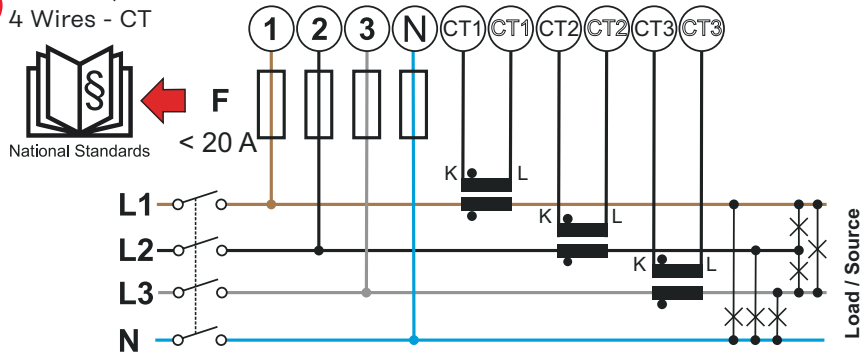 4 Wires - CT
1 2 3 N CT1 CT1 CT2 CT2 CT3 CT3
§
F
< 20 A
National Standards
K L
L1
K L
L2
K L
L3
N
Load / Source